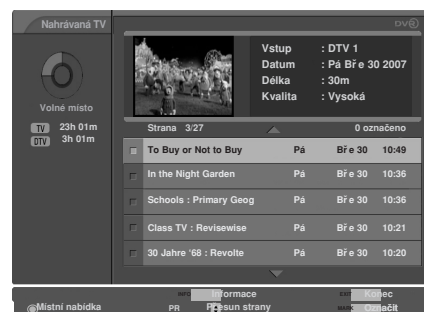 Nahrávaná TV
DVR
Vstup : DTV 1
Datum : Pá Bře 30 2007
Délka : 30m
Kvalita : Vysoká
Volné místo
TV 23h 01m
DTV 3h 01m
Strana 3/27 0 označeno
To Buy or Not to Buy Pá Bře 30 10:49
In the Night Garden Pá Bře 30 10:36
Schools : Primary Geog Pá Bře 30 10:36
Class TV : Revisewise Pá Bře 30 10:21
30 Jahre '68 : Revolte Pá Bře 30 10:20
INFO Informace EXIT Konec
Místní nabídka PR Přesun strany MARK Označit